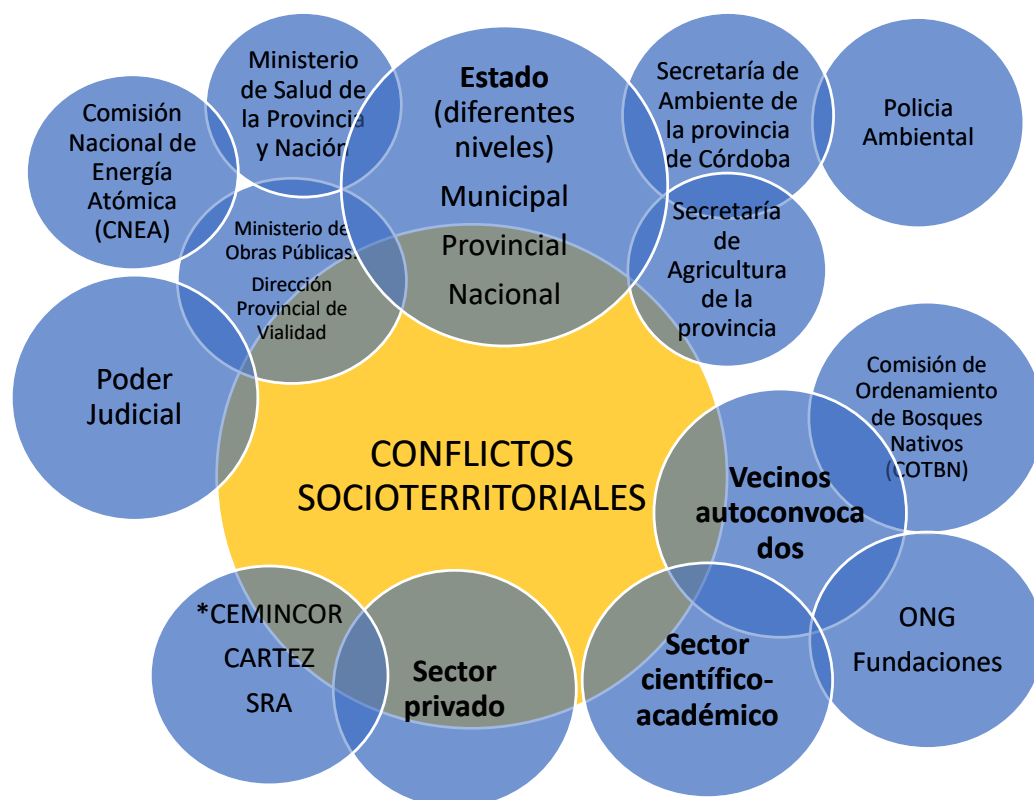 Comisión
Nacional de
Energía
Atómica
(CNEA)
Ministerio
de Salud de
la Provincia
y Nación
Estado
(diferentes
niveles)
Municipal
Provincial
Nacional
Secretaría de
Ambiente de
la provincia
de Córdoba
Policia
Ambiental
Ministerio de
Obras Públicas.
Dirección
Provincial de
Vialidad
Secretaría
de
Agricultura
de la
provincia
Poder
Judicial
CONFLICTOS
SOCIOTERRITORIALES
Comisión de
Ordenamiento
de Bosques
Nativos
(COTBN)
Vecinos
autoconvoca
dos
*CEMINCOR
CARTEZ
SRA
Sector
privado
Sector
científico-
académico
ONG
Fundaciones